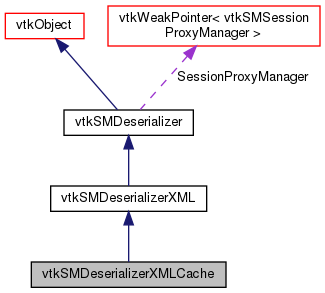 vtkObject
vtkWeakPointer< vtkSMSession
ProxyManager >
SessionProxyManager
vtkSMDeserializer
vtkSMDeserializerXML
vtkSMDeserializerXMLCache